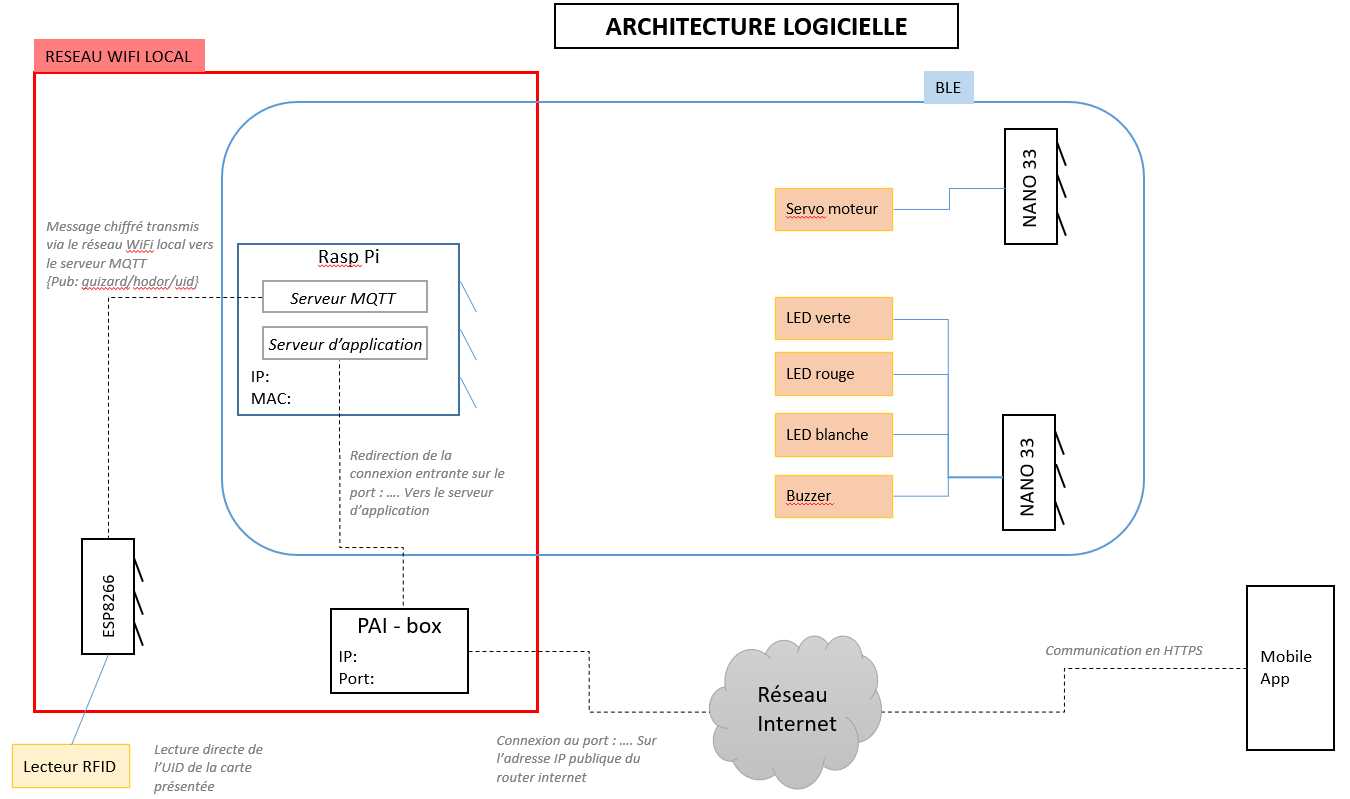 ARCHITECTURE LOGICIELLE
RESEAU WIFI LOCAL
BLE
NANO 33
Servo moteur
Message chiffré transmis
via le réseau WiFi local vers
le serveur MQTT
{Pub: guizard/hodor/uid}
Rasp Pi
Serveur MQTT
Serveur d’application
IP:
MAC:
LED verte
LED rouge
LED blanche
Buzzer
NANO 33
Redirection de la
connexion entrante sur le
port : …. Vers le serveur
d’application
ESP8266
PAI - box
IP:
Port:
Réseau
Internet
Communication en HTTPS
Mobile
App
Lecteur RFID
Lecture directe de
l’UID de la carte
présentée
Connexion au port : …. Sur
l’adresse IP publique du
router internet